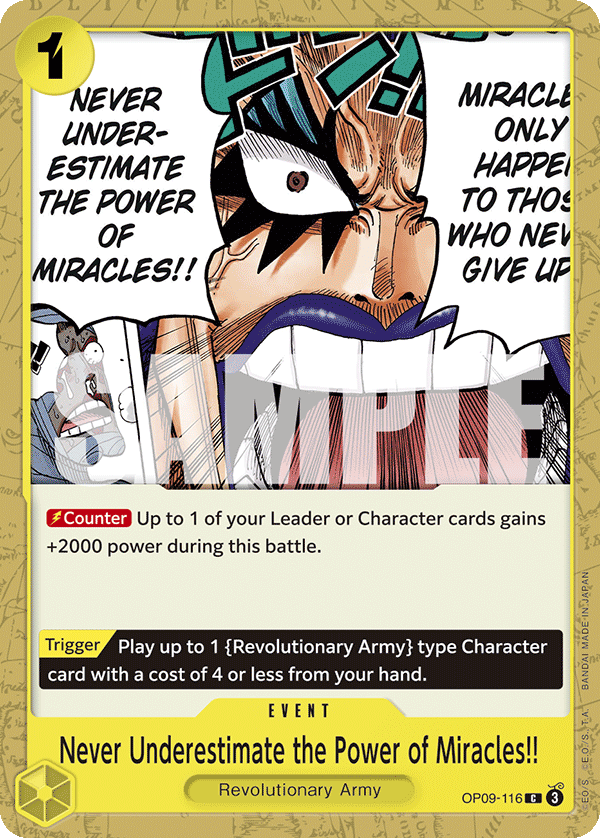 1
NEVER
UNDER-
ESTIMATE
THE POWER
OF
MIRACLES!!
MIRACLE
ONLY
HAPPE
TO THOS
WHO NEV
GIVE UP
SAMPLE
⚡Counter Up to 1 of your Leader or Character cards gains
+2000 power during this battle.
Trigger Play up to 1 {Revolutionary Army} type Character
card with a cost of 4 or less from your hand.
EVENT
Never Underestimate the Power of Miracles!!
Revolutionary Army
OP09-116 C 3
BANDAI MADE IN JAPAN